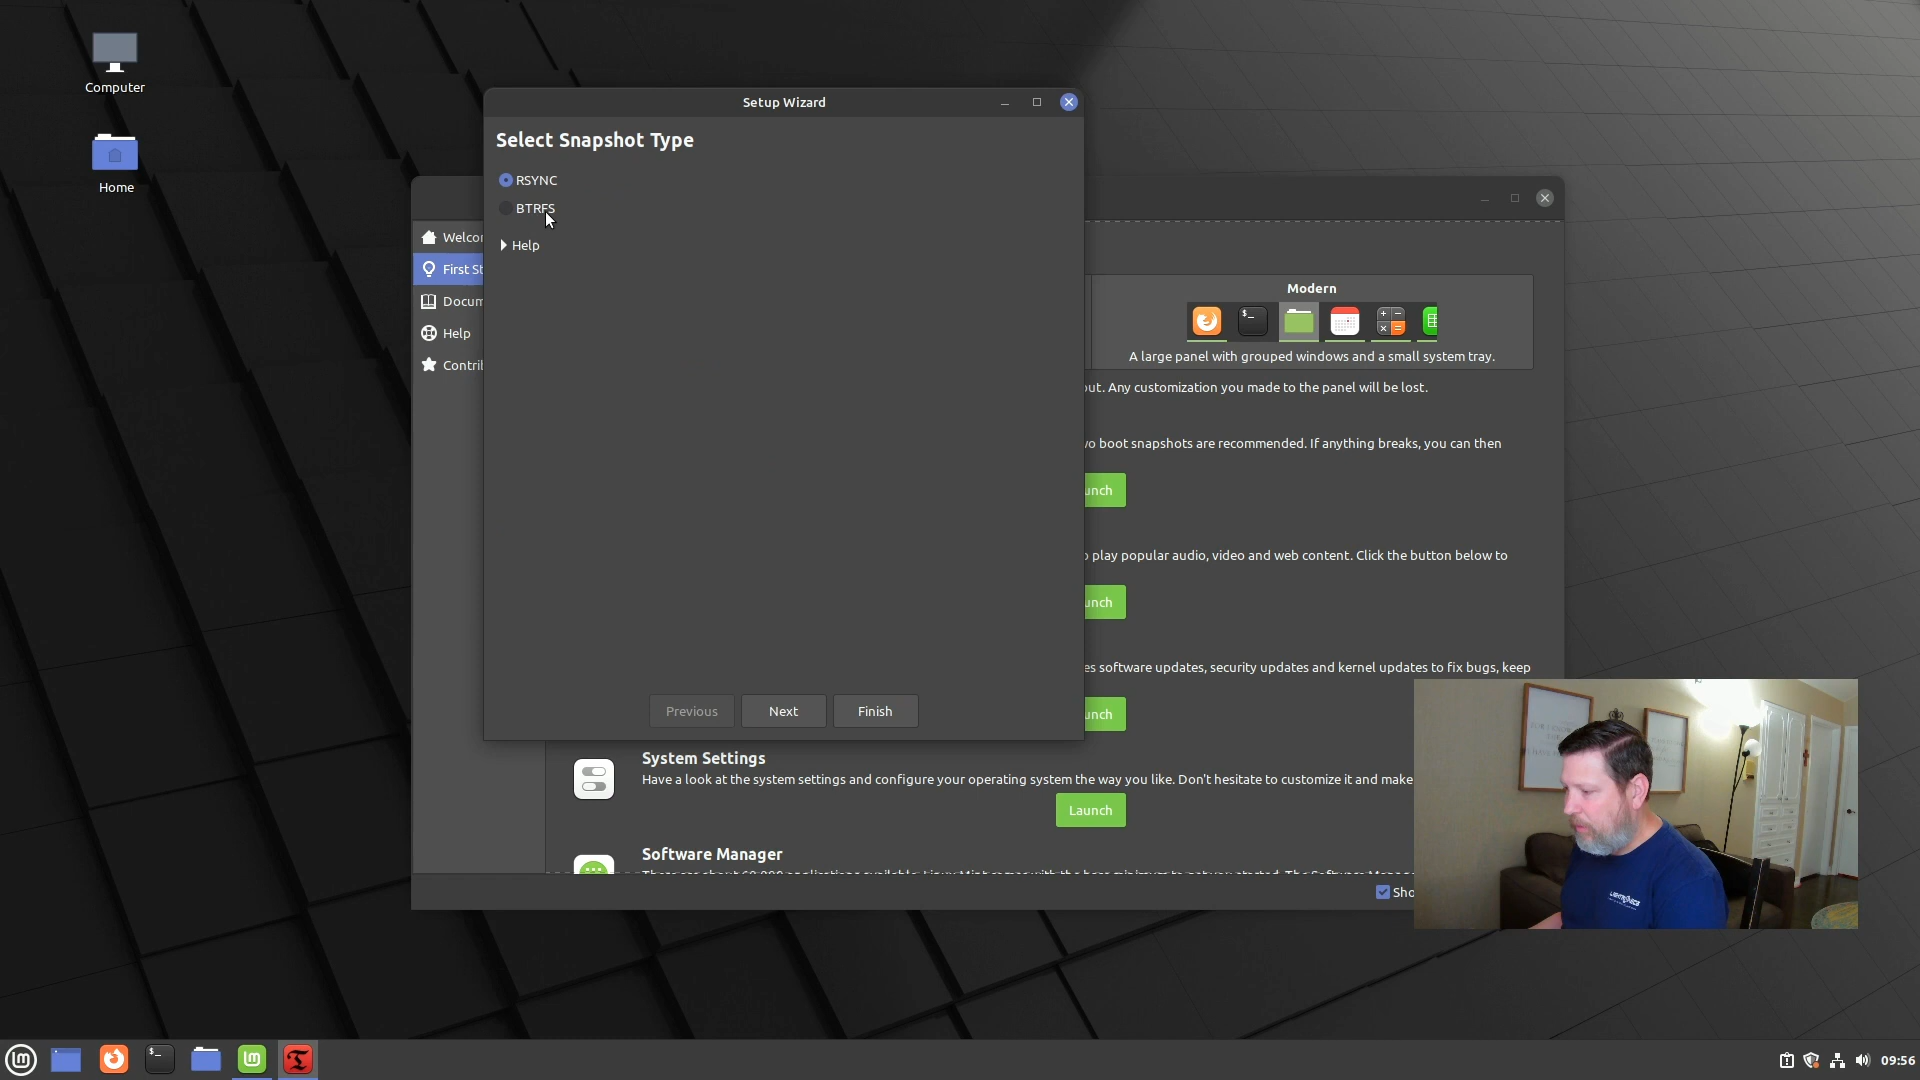 Computer
Home
Setup Wizard
Select Snapshot Type
RSYNC
BTRFS
Help
Previous
Next
Finish
Welco
First St
Docum
Help
Contri
Modern
A large panel with grouped windows and a small system tray.
out. Any customization you made to the panel will be lost.
wo boot snapshots are recommended. If anything breaks, you can then
unch
o play popular audio, video and web content. Click the button below to
unch
es software updates, security updates and kernel updates to fix bugs, keep
unch
System Settings
Have a look at the system settings and configure your operating system the way you like. Don't hesitate to customize it and make
Launch
Software Manager
Sho
09:56